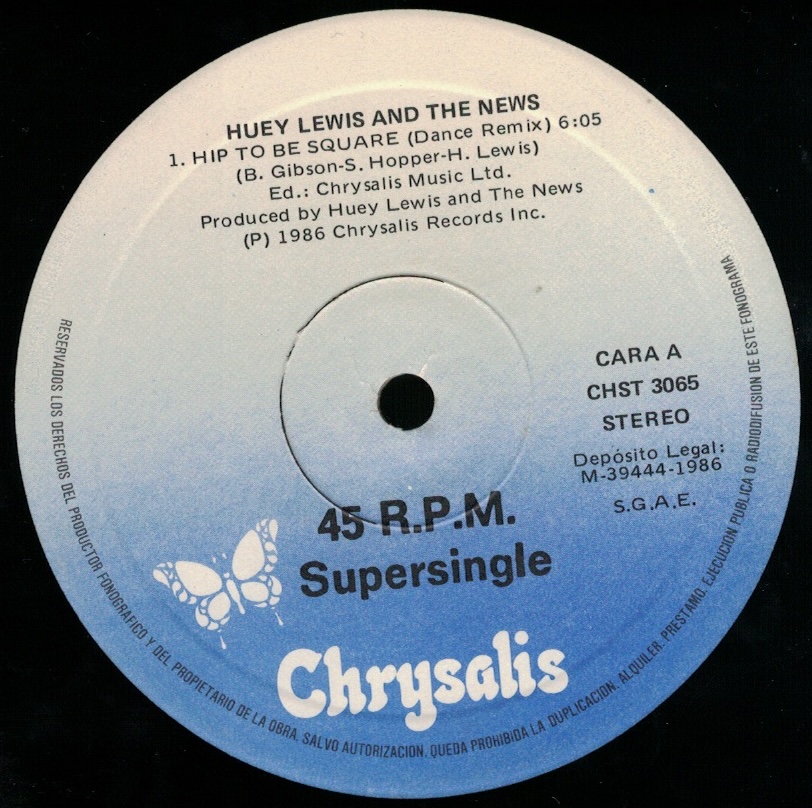 HUEY LEWIS AND THE NEWS
1. HIP TO BE SQUARE (Dance Remix) 6:05
(B. Gibson-S. Hopper-H. Lewis)
Ed.: Chrysalis Music Ltd.
Produced by Huey Lewis and The News
(P) 1986 Chrysalis Records Inc.
CARA A
CHST 3065
STEREO
Depósito Legal:
M-39444-1986
S.G.A.E.
45 R.P.M.
Supersingle
Chrysalis
RESERVADOS LOS DERECHOS DEL PRODUCTOR FONOGRAFICO Y DEL PROPIETARIO DE LA OBRA. SALVO AUTORIZACION, QUEDA PROHIBIDA LA DUPLICACION, ALQUILER, PRESTAMO, EJECUCION PUBLICA O RADIODIFUSION DE ESTE FONOGRAMA